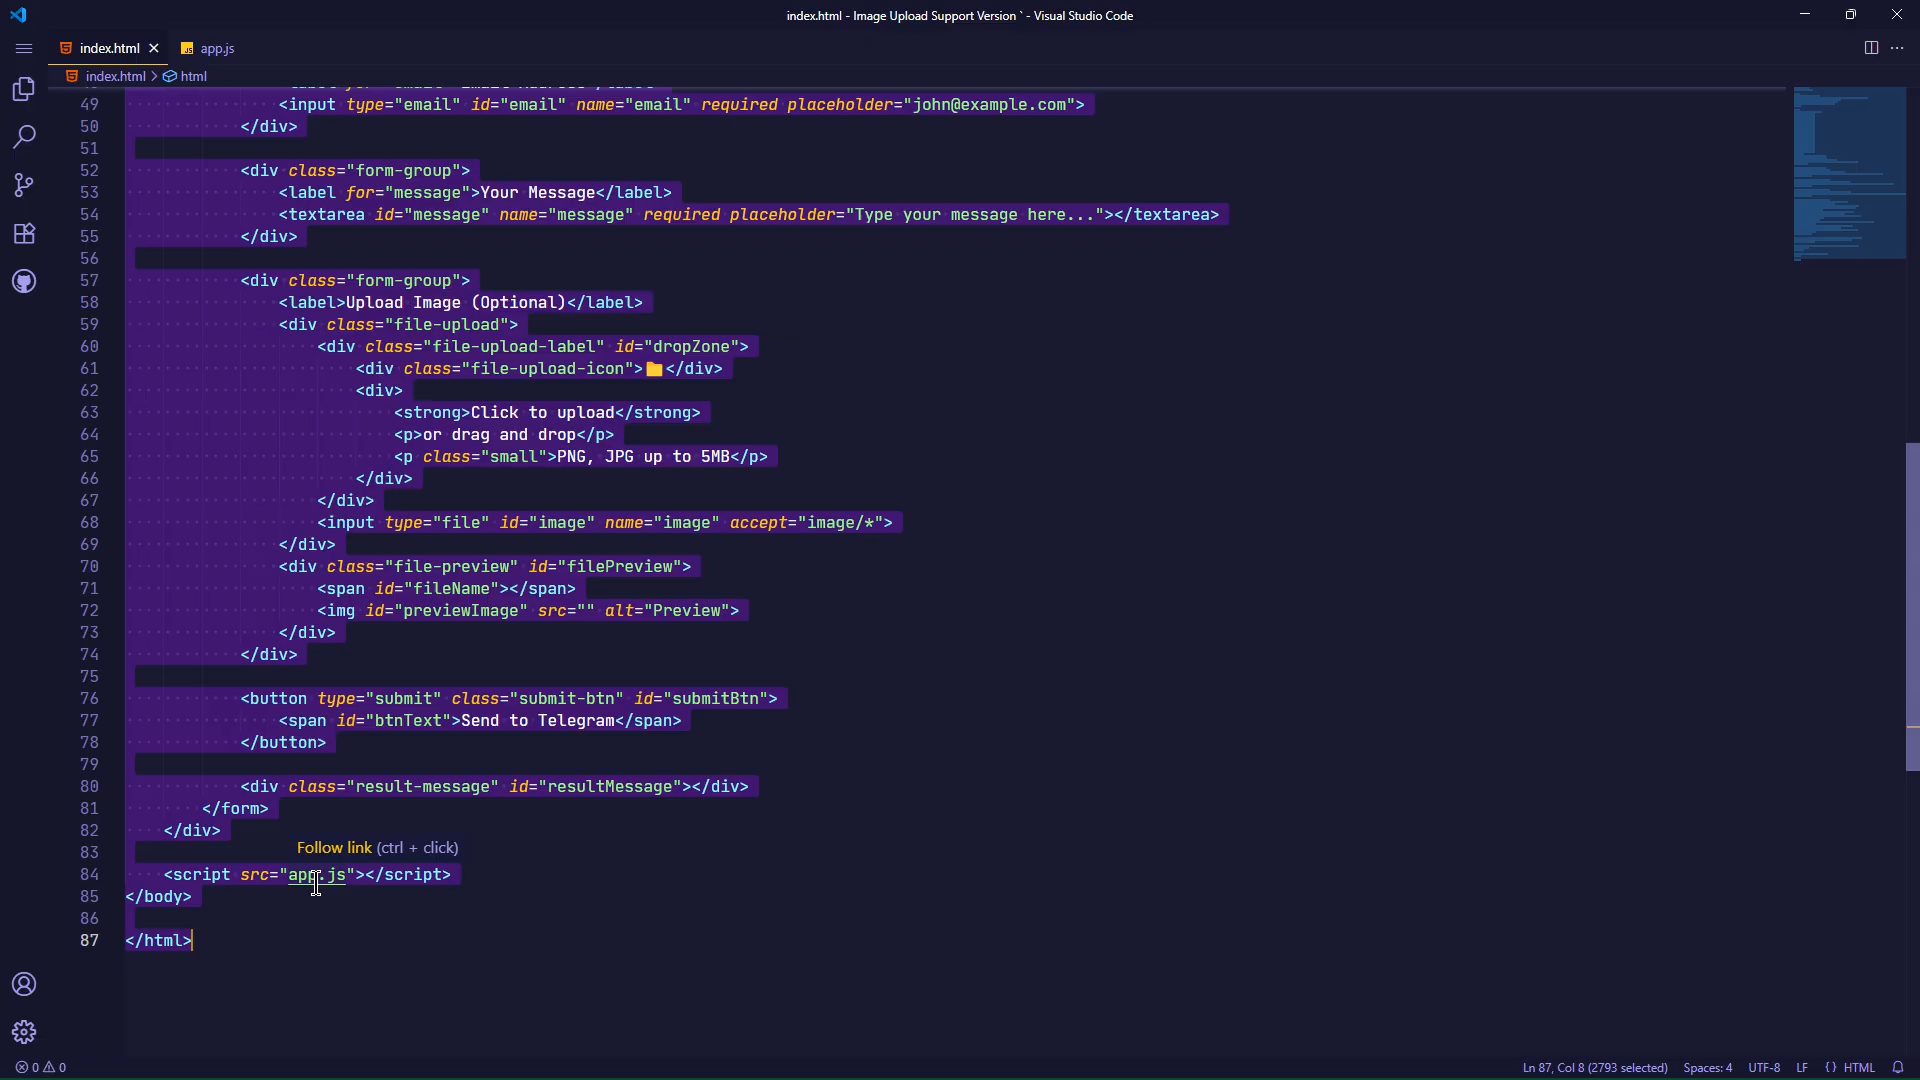 index.html - Image Upload Support Version ` - Visual Studio Code
index.html
app.js
index.html > html
49 <input type="email" id="email" name="email" required placeholder="john@example.com">
50 </div>
51
52 <div class="form-group">
53 <label for="message">Your Message</label>
54 <textarea id="message" name="message" required placeholder="Type your message here..."></textarea>
55 </div>
56
57 <div class="form-group">
58 <label>Upload Image (Optional)</label>
59 <div class="file-upload">
60 <div class="file-upload-label" id="dropZone">
61 <div class="file-upload-icon">📁</div>
62 <div>
63 <strong>Click to upload</strong>
64 <p>or drag and drop</p>
65 <p class="small">PNG, JPG up to 5MB</p>
66 </div>
67 </div>
68 <input type="file" id="image" name="image" accept="image/*">
69 </div>
70 <div class="file-preview" id="filePreview">
71 <span id="fileName"></span>
72 <img id="previewImage" src="" alt="Preview">
73 </div>
74 </div>
75
76 <button type="submit" class="submit-btn" id="submitBtn">
77 <span id="btnText">Send to Telegram</span>
78 </button>
79
80 <div class="result-message" id="resultMessage"></div>
81 </form>
82 </div>
83
Follow link (ctrl + click)
84 <script src="app.js"></script>
85 </body>
86
87 </html>
0 0
Ln 87, Col 8 (2793 selected) Spaces: 4 UTF-8 LF {} HTML